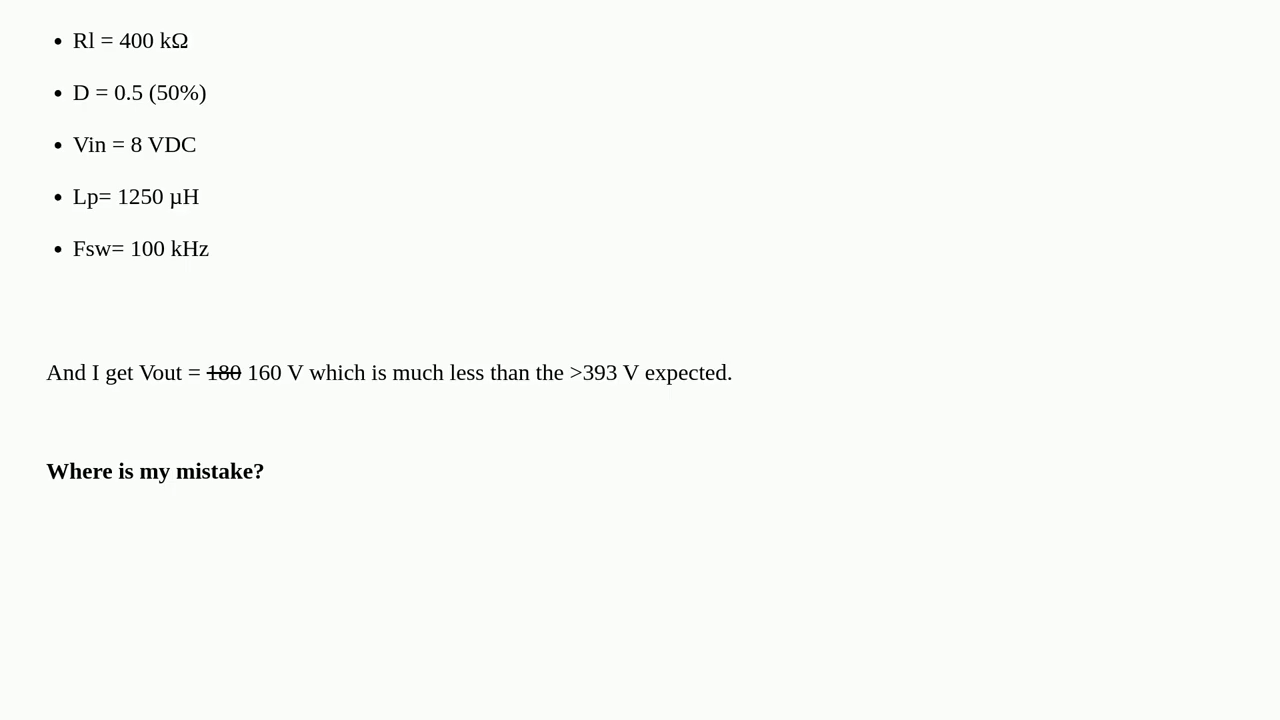 • Rl = 400 kΩ
• D = 0.5 (50%)
• Vin = 8 VDC
• Lp= 1250 µH
• Fsw= 100 kHz
And I get Vout = 180 160 V which is much less than the >393 V expected.
Where is my mistake?